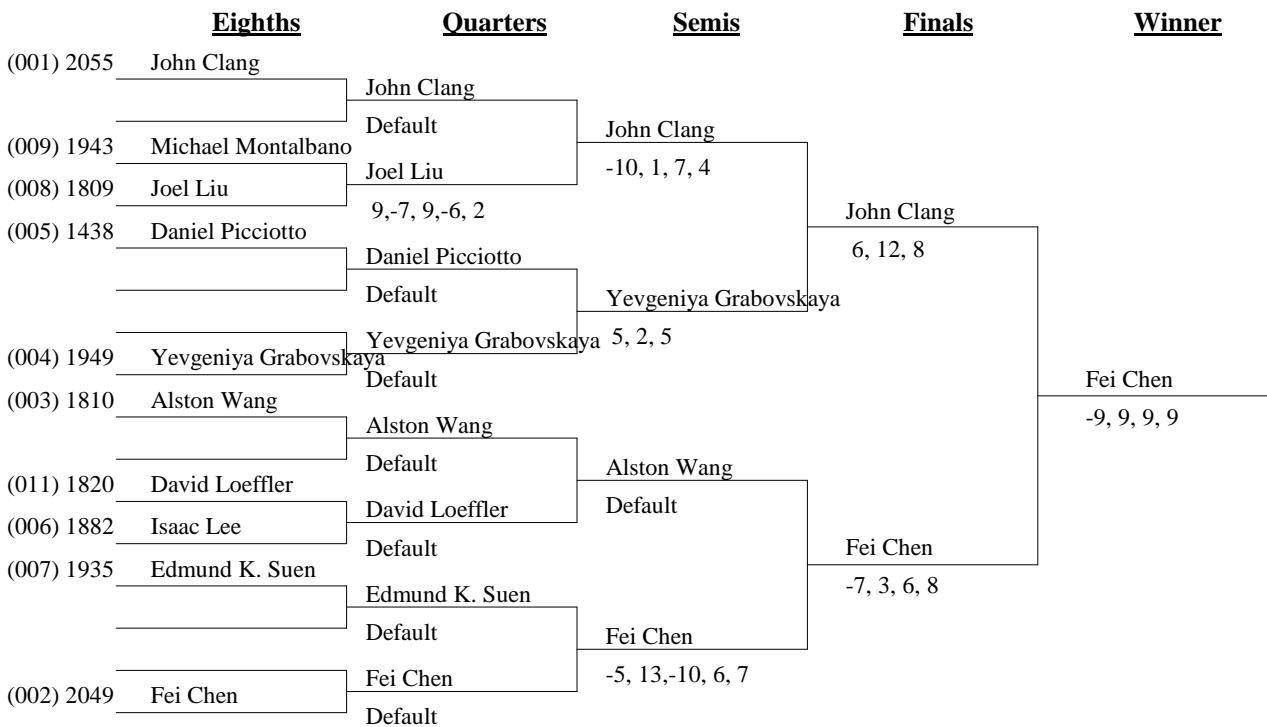 Eighths Quarters Semis Finals Winner
(001) 2055 John Clang
John Clang
Default
John Clang
-10, 1, 7, 4
(009) 1943 Michael Montalbano
(008) 1809 Joel Liu
Joel Liu
9,-7, 9,-6, 2
John Clang
6, 12, 8
(005) 1438 Daniel Picciotto
Daniel Picciotto
Default
Yevgeniya Grabovskaya
5, 2, 5
(004) 1949 Yevgeniya Grabovskaya
Yevgeniya Grabovskaya
Default
Fei Chen
-9, 9, 9, 9
(003) 1810 Alston Wang
Alston Wang
Default
Alston Wang
Default
(011) 1820 David Loeffler
(006) 1882 Isaac Lee
David Loeffler
Default
Fei Chen
-7, 3, 6, 8
(007) 1935 Edmund K. Suen
Edmund K. Suen
Default
Fei Chen
-5, 13,-10, 6, 7
(002) 2049 Fei Chen
Fei Chen
Default